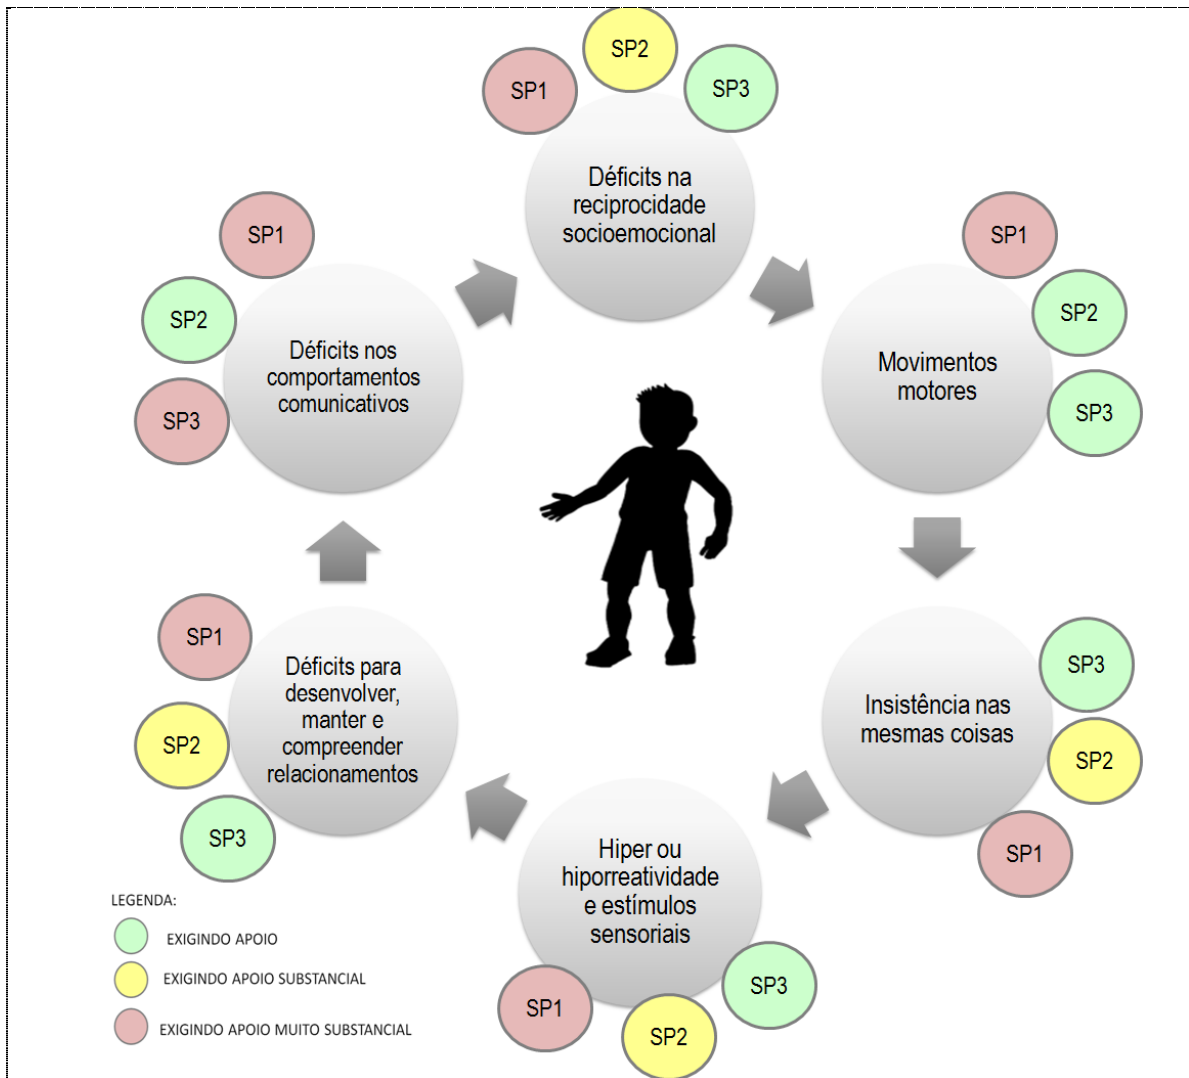 SP2
SP1
SP3
Déficits na
reciprocidade
socioemocional
SP1
SP2
SP3
Movimentos
motores
SP3
SP2
SP1
Insistência nas
mesmas coisas
Hiper ou
hiporreatividade
e estímulos
sensoriais
SP3
SP1
SP2
SP1
SP2
SP3
Déficits para
desenvolver,
manter e
compreender
relacionamentos
SP1
SP2
SP3
Déficits nos
comportamentos
comunicativos
LEGENDA:
EXIGINDO APOIO
EXIGINDO APOIO SUBSTANCIAL
EXIGINDO APOIO MUITO SUBSTANCIAL